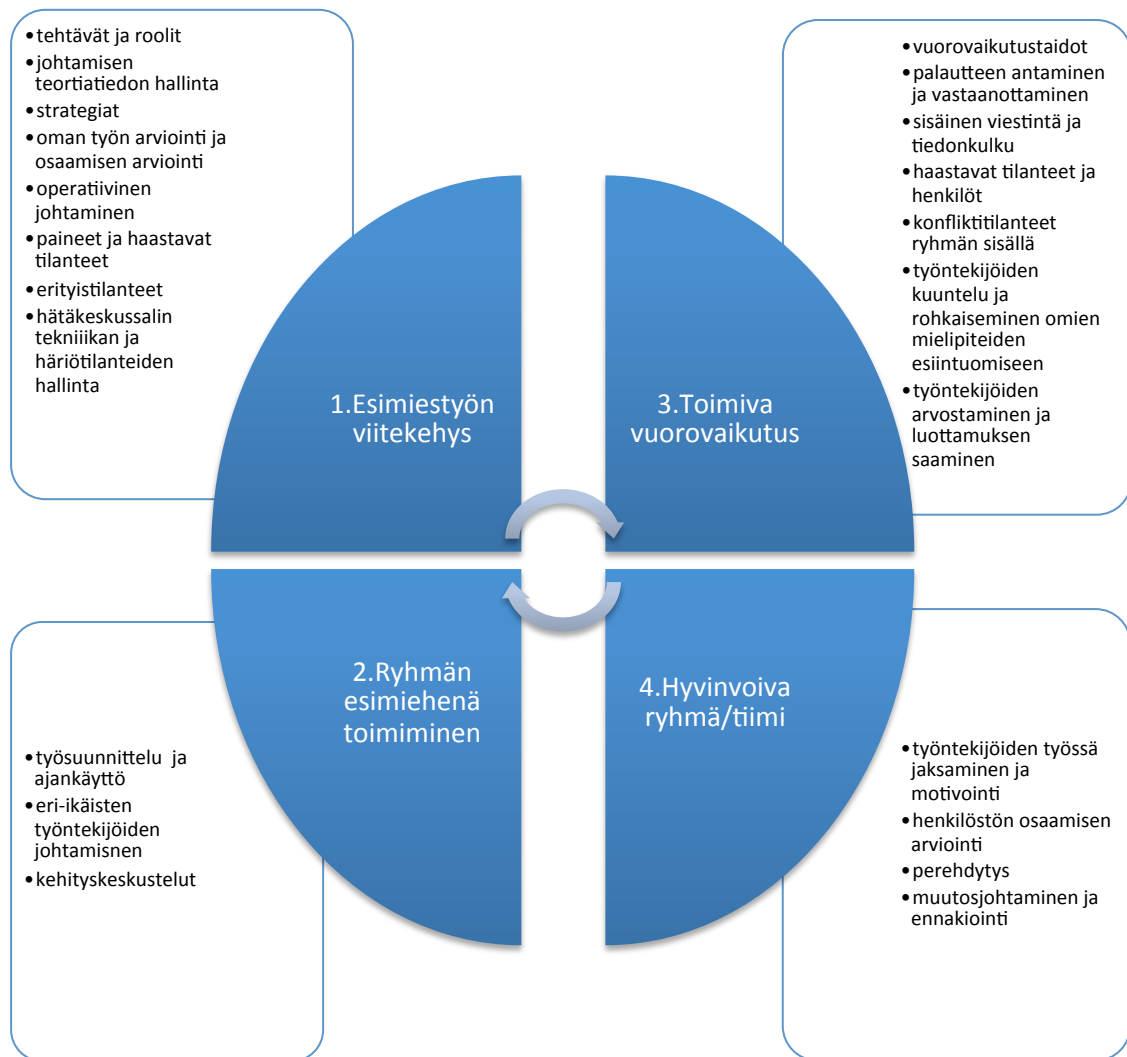 •tehtävät ja roolit
•johtamisen
teortiatiedon hallinta
•strategiat
•oman työn arviointi ja
osaamisen arviointi
•operatiivinen
johtaminen
•paineet ja haastavat
tilanteet
•erityistilanteet
•hätäkeskussalin
tekniiikan ja
häriötilanteiden
hallinta
1.Esimiestyön
viitekehys
•vuorovaikutustaidot
•palautteen antaminen
ja vastaanottaminen
•sisäinen viestintä ja
tiedonkulku
•haastavat tilanteet ja
henkilöt
•konfliktitilanteet
ryhmän sisällä
•työntekijöiden
kuuntelu ja
rohkaiseminen omien
mielipiteiden
esiintuomiseen
•työntekijöiden
arvostaminen ja
luottamuksen
saaminen
3.Toimiva
vuorovaikutus
2.Ryhmän
esimiehenä
toimiminen
•työsuunnittelu ja
ajankäyttö
•eri-ikäisten
työntekijöiden
johtamisnen
•kehityskeskustelut
4.Hyvinvoiva
ryhmä/tiimi
•työntekijöiden työssä
jaksaminen ja
motivointi
•henkilöstön osaamisen
arviointi
•perehdytys
•muutosjohtaminen ja
ennakiointi